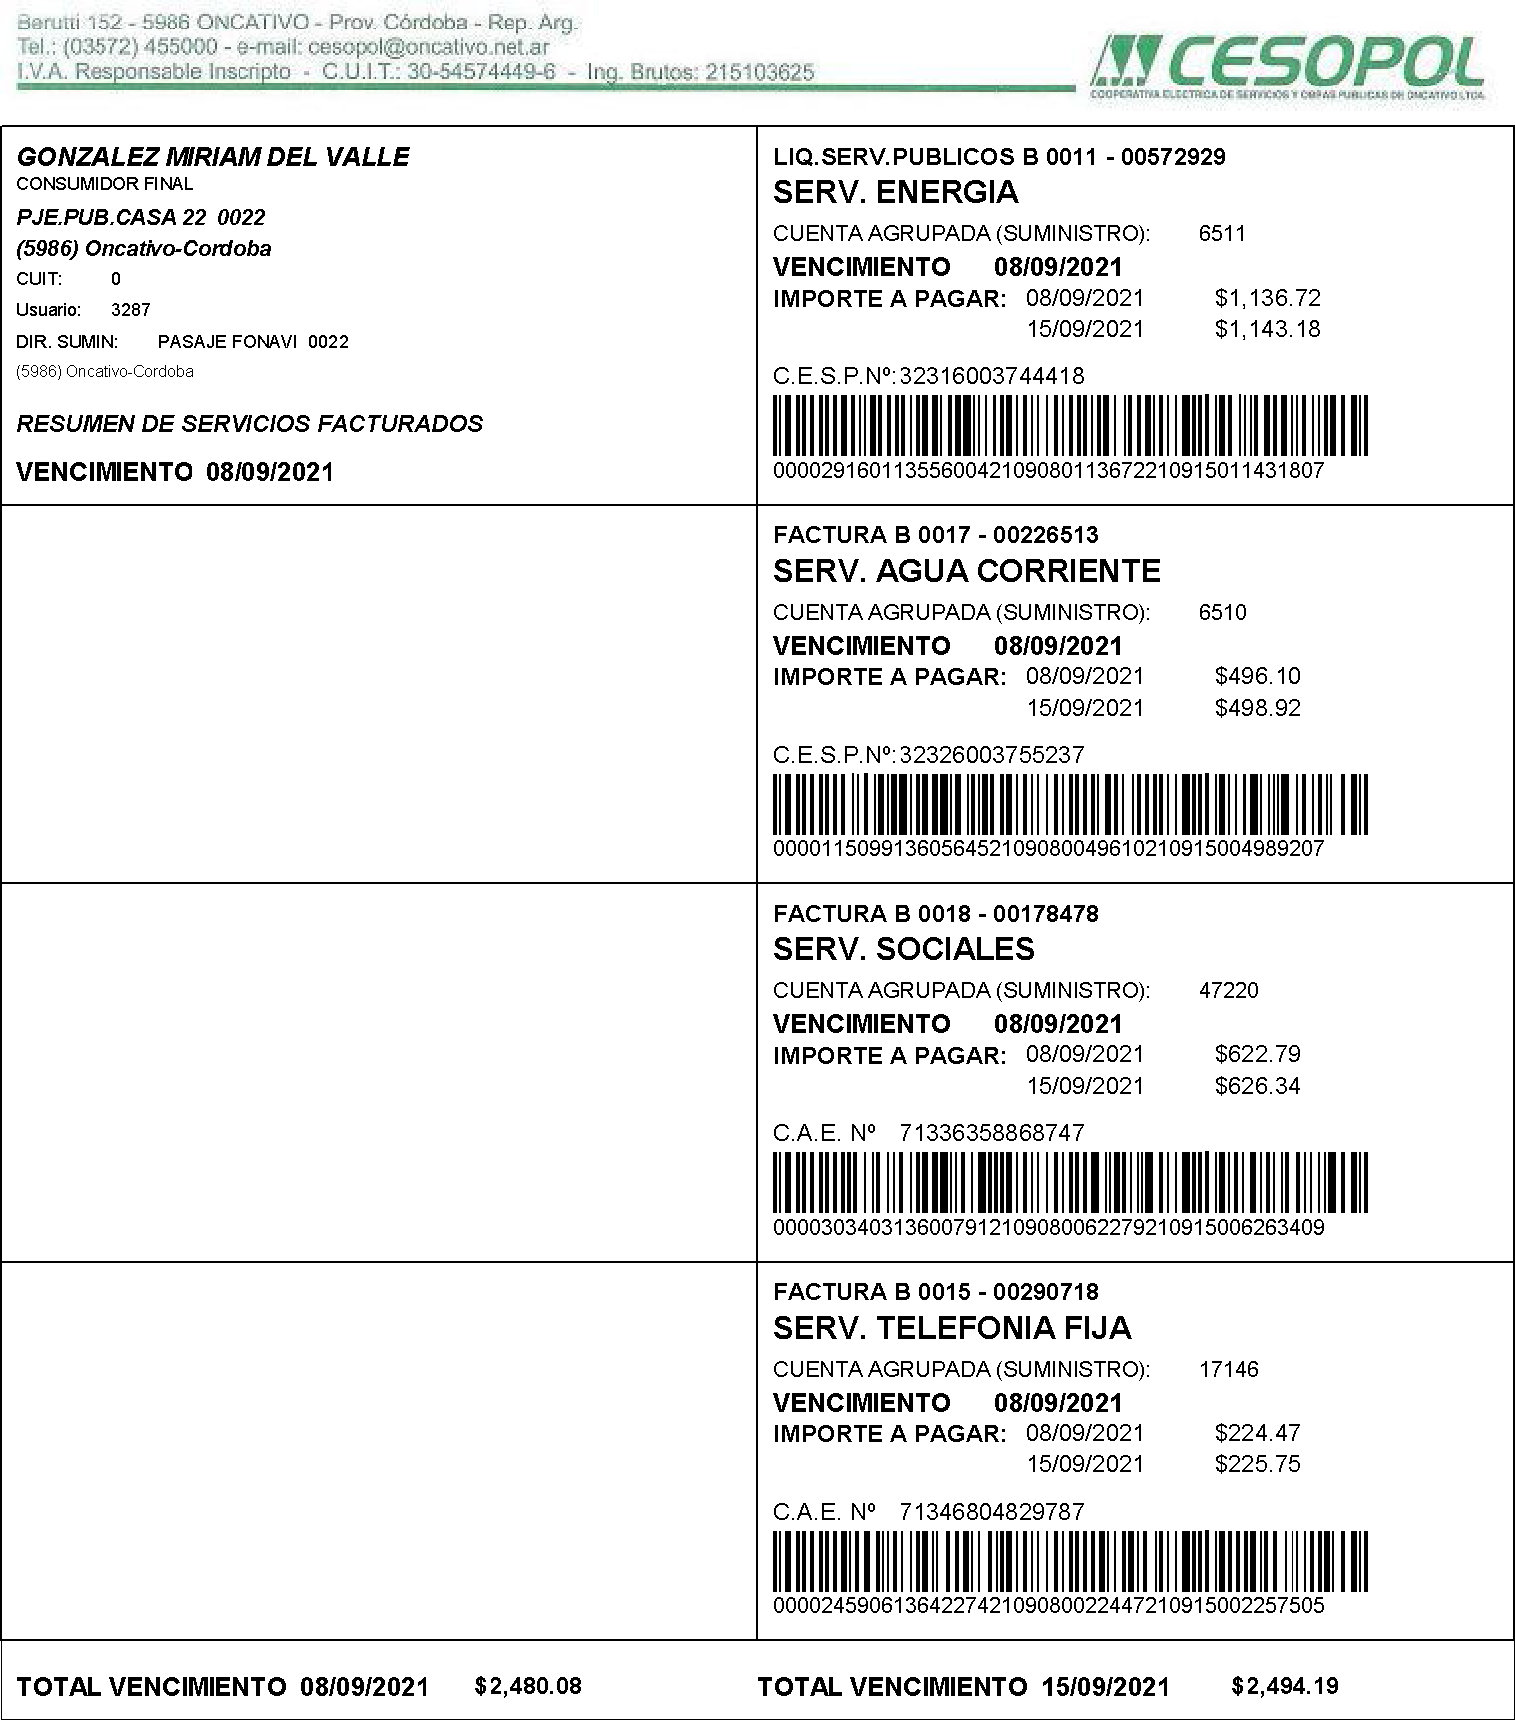 Berutti 152 - 5986 ONCATIVO - Prov. Córdoba - Rep. Arg.
Tel.: (03572) 455000 - e-mail: cesopol@oncativo.net.ar
I.V.A. Responsable Inscripto - C.U.I.T.: 30-54574449-6 - Ing. Brutos: 215103625
CESOPOL
COOPERATIVA ELECTRICA DE SERVICIOS Y OBRAS PUBLICAS DE ONCATIVO LTDA.
GONZALEZ MIRIAM DEL VALLE
CONSUMIDOR FINAL
PJE.PUB.CASA 22 0022
(5986) Oncativo-Cordoba
CUIT: 0
Usuario: 3287
DIR. SUMIN: PASAJE FONAVI 0022
(5986) Oncativo-Cordoba
RESUMEN DE SERVICIOS FACTURADOS
VENCIMIENTO 08/09/2021
LIQ.SERV.PUBLICOS B 0011 - 00572929
SERV. ENERGIA
CUENTA AGRUPADA (SUMINISTRO): 6511
VENCIMIENTO 08/09/2021
IMPORTE A PAGAR: 08/09/2021 $1,136.72
15/09/2021 $1,143.18
C.E.S.P.Nº: 32316003744418
00002916011355600421090801136722109150114318​07
FACTURA B 0017 - 00226513
SERV. AGUA CORRIENTE
CUENTA AGRUPADA (SUMINISTRO): 6510
VENCIMIENTO 08/09/2021
IMPORTE A PAGAR: 08/09/2021 $496.10
15/09/2021 $498.92
C.E.S.P.Nº: 32326003755237
00001150991360564521090800496102109150049892​07
FACTURA B 0018 - 00178478
SERV. SOCIALES
CUENTA AGRUPADA (SUMINISTRO): 47220
VENCIMIENTO 08/09/2021
IMPORTE A PAGAR: 08/09/2021 $622.79
15/09/2021 $626.34
C.A.E. Nº 71336358868747
00003034031360079121090800622792109150062634​09
FACTURA B 0015 - 00290718
SERV. TELEFONIA FIJA
CUENTA AGRUPADA (SUMINISTRO): 17146
VENCIMIENTO 08/09/2021
IMPORTE A PAGAR: 08/09/2021 $224.47
15/09/2021 $225.75
C.A.E. Nº 71346804829787
00002459061364227421090800224472109150022575​05
TOTAL VENCIMIENTO 08/09/2021 $2,480.08
TOTAL VENCIMIENTO 15/09/2021 $2,494.19